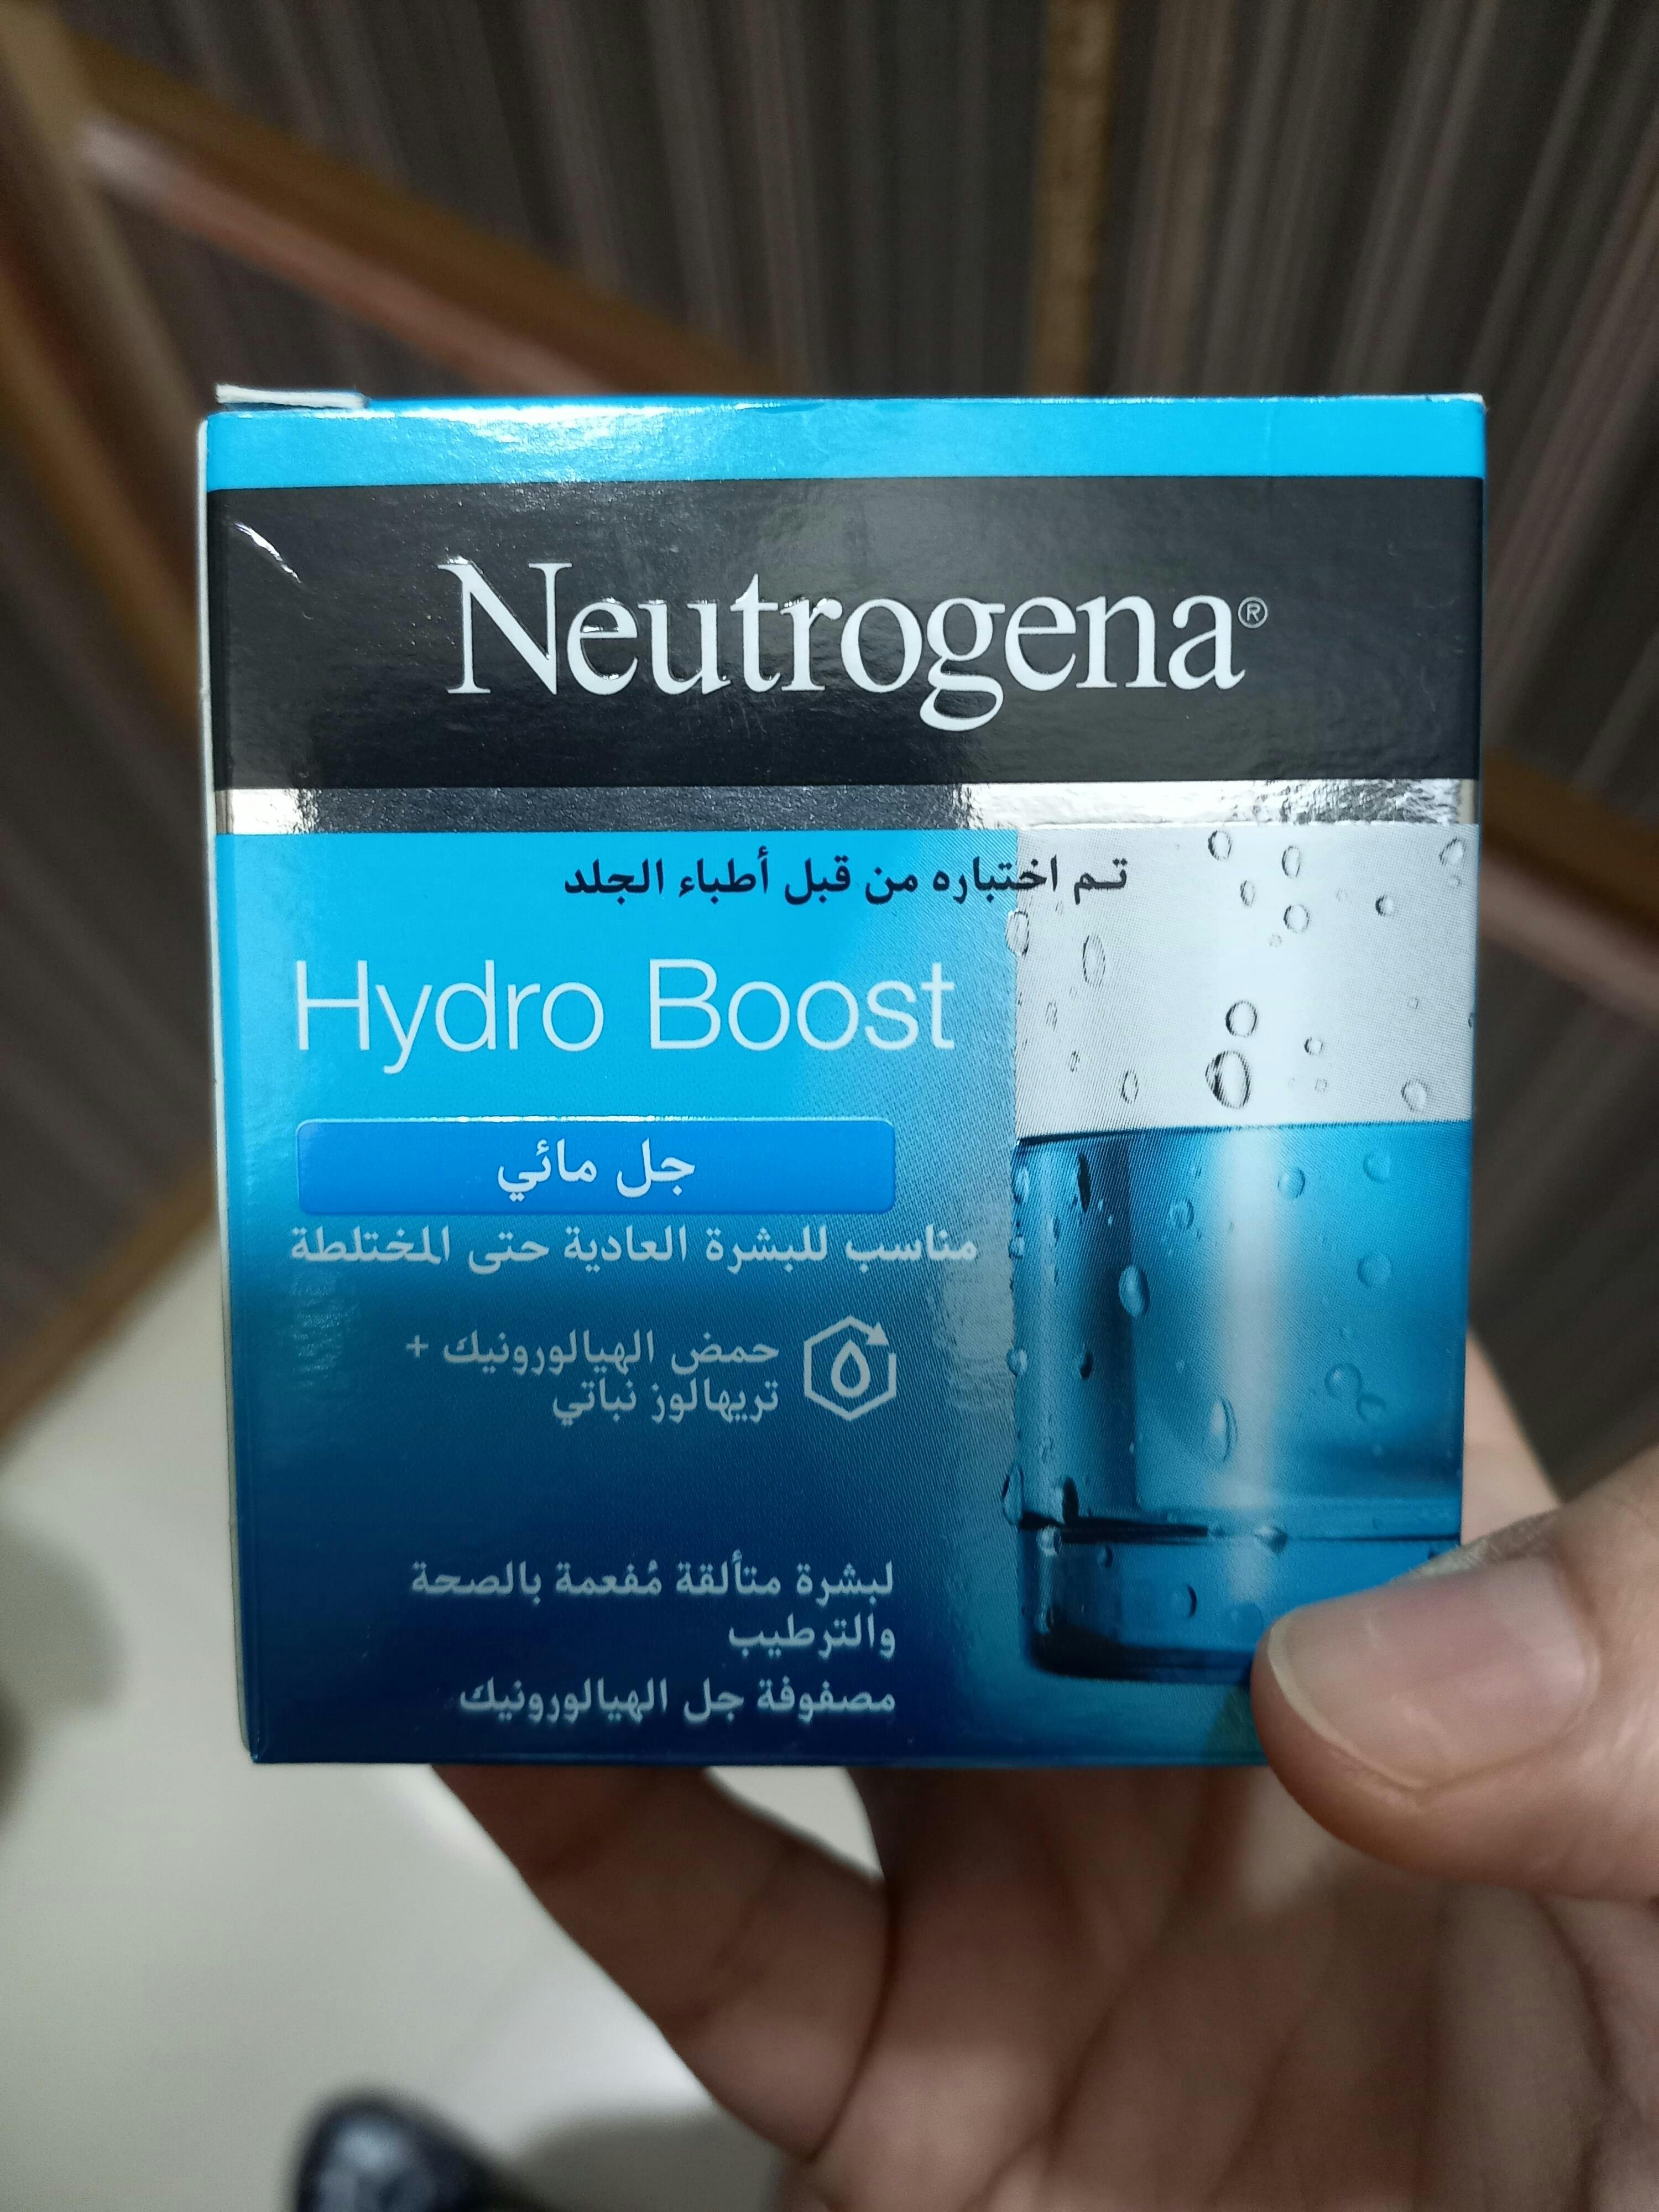 Neutrogena®
تم اختباره من قبل أطباء الجلد
Hydro Boost
جل مائي
مناسب للبشرة العادية حتى المختلطة
حمض الهيالورونيك +
تريهالوز نباتي
لبشرة متألقة مُفعمة بالصحة
والترطيب
مصفوفة جل الهيالورونيك